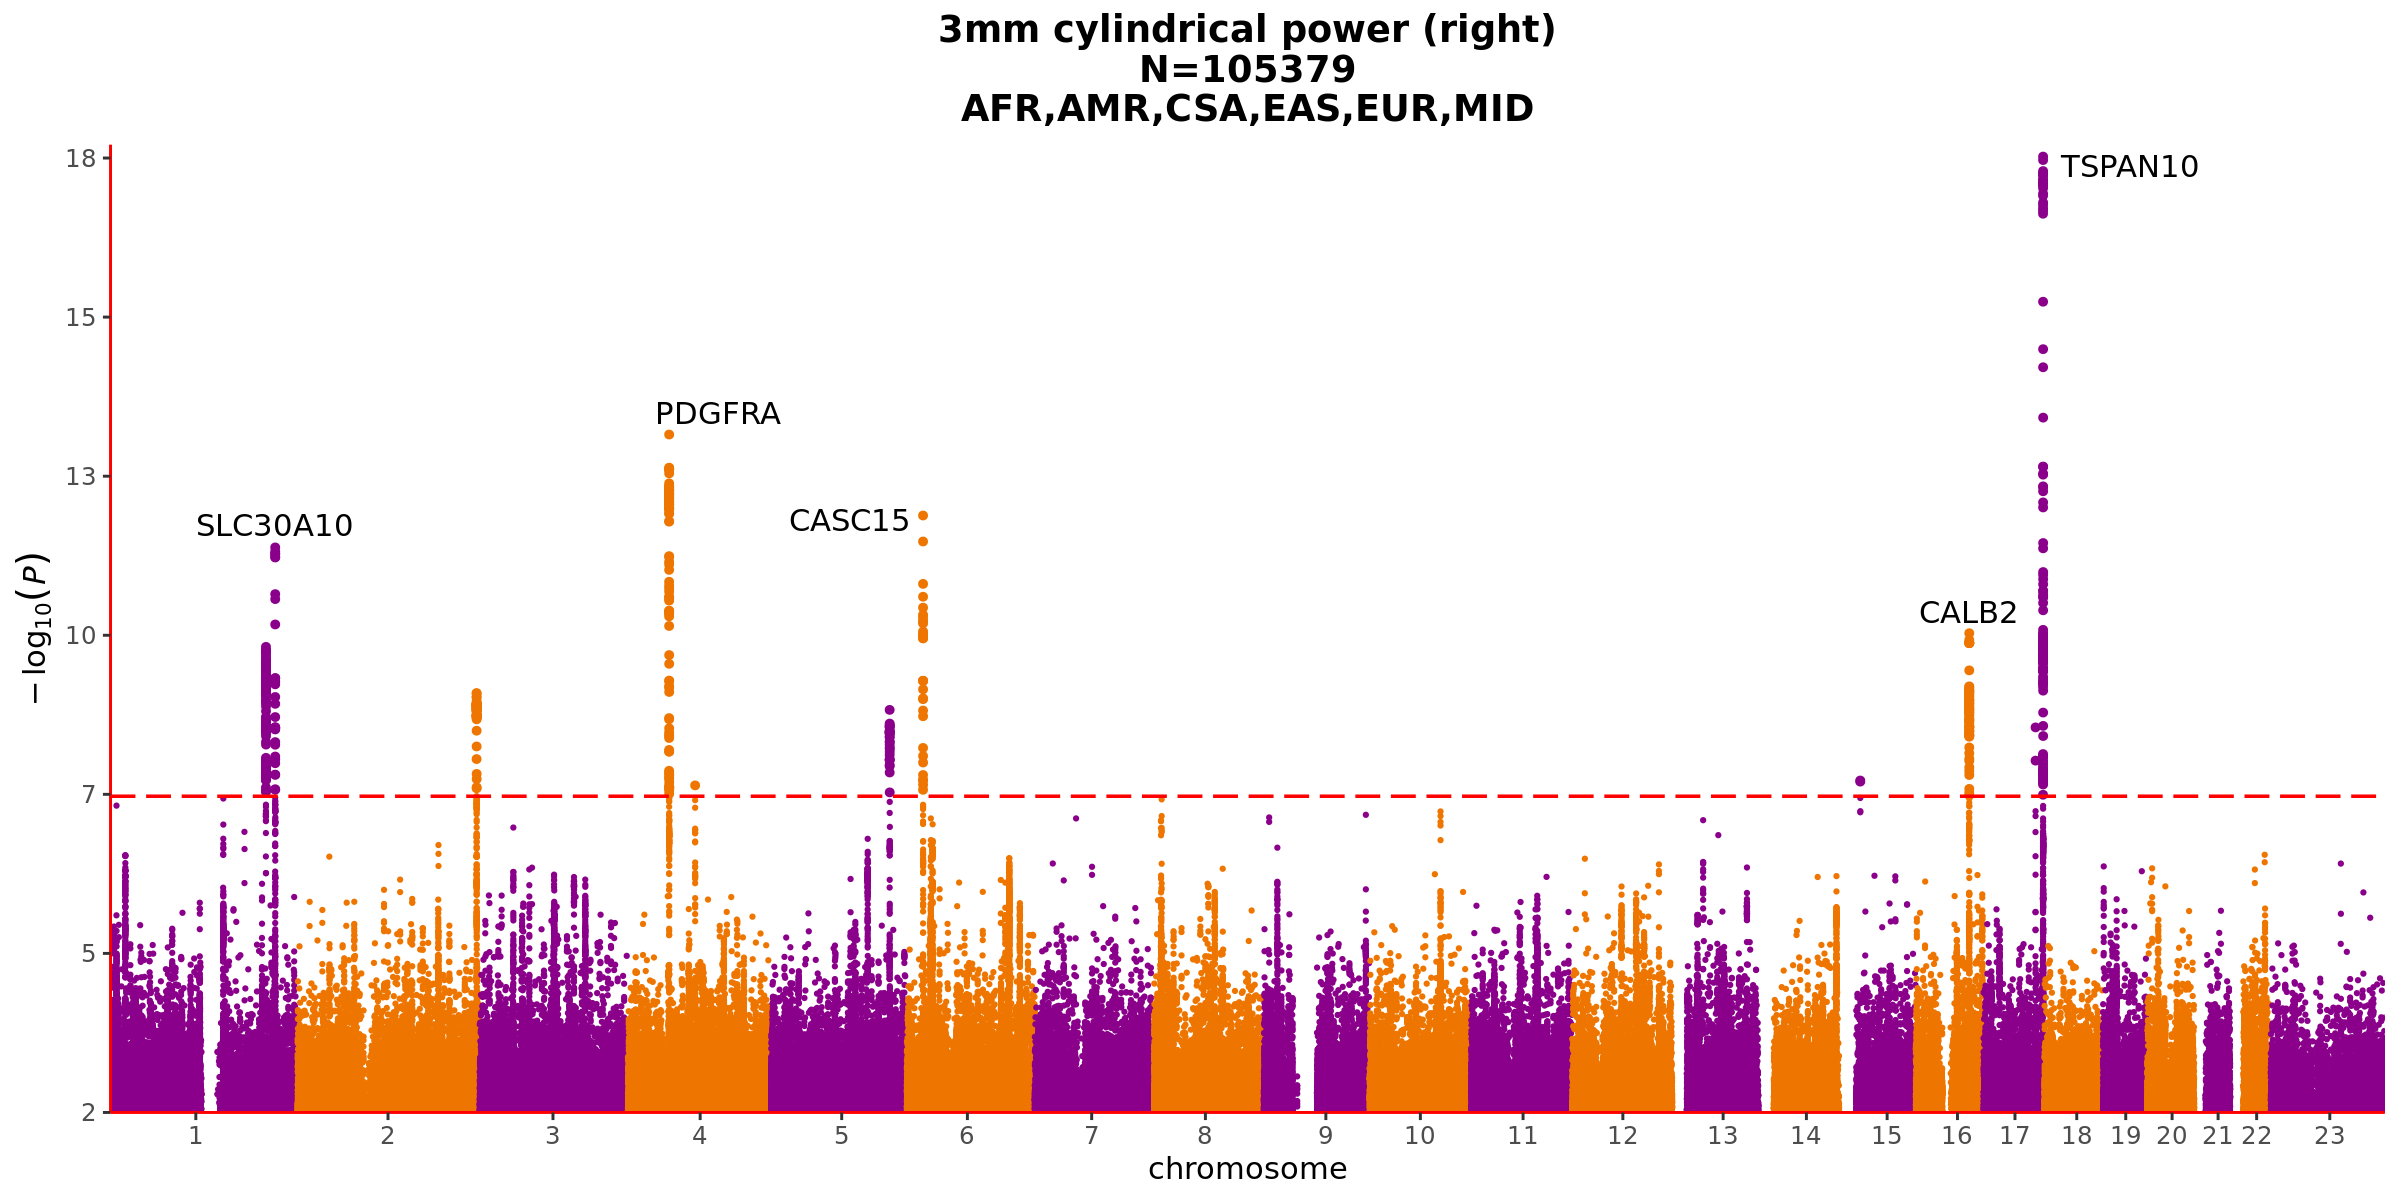 3mm cylindrical power (right)
N=105379
AFR,AMR,CSA,EAS,EUR,MID
18
TSPAN10
15
PDGFRA
13
CASC15
SLC30A10
CALB2
10
7
5
2
−log10(P)
1 2 3 4 5 6 7 8 9 10 11 12 13 14 15 16 17 18 19 20 21 22 23
chromosome